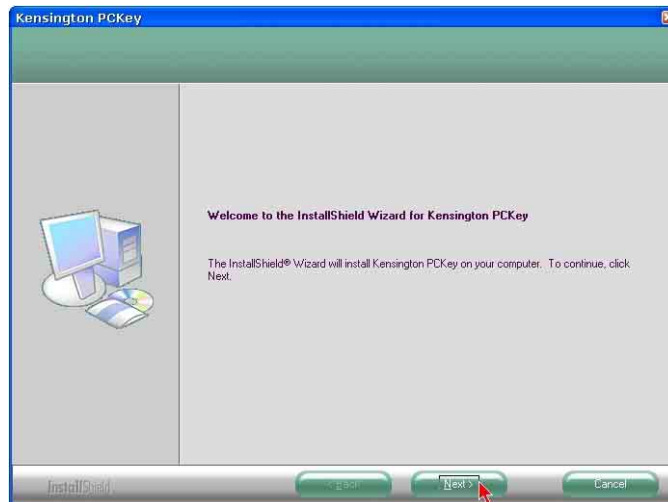 Kensington PCKey
Welcome to the InstallShield Wizard for Kensington PCKey
The InstallShield® Wizard will install Kensington PCKey on your computer. To continue, click
Next.
InstallShield
< Back
Next >
Cancel